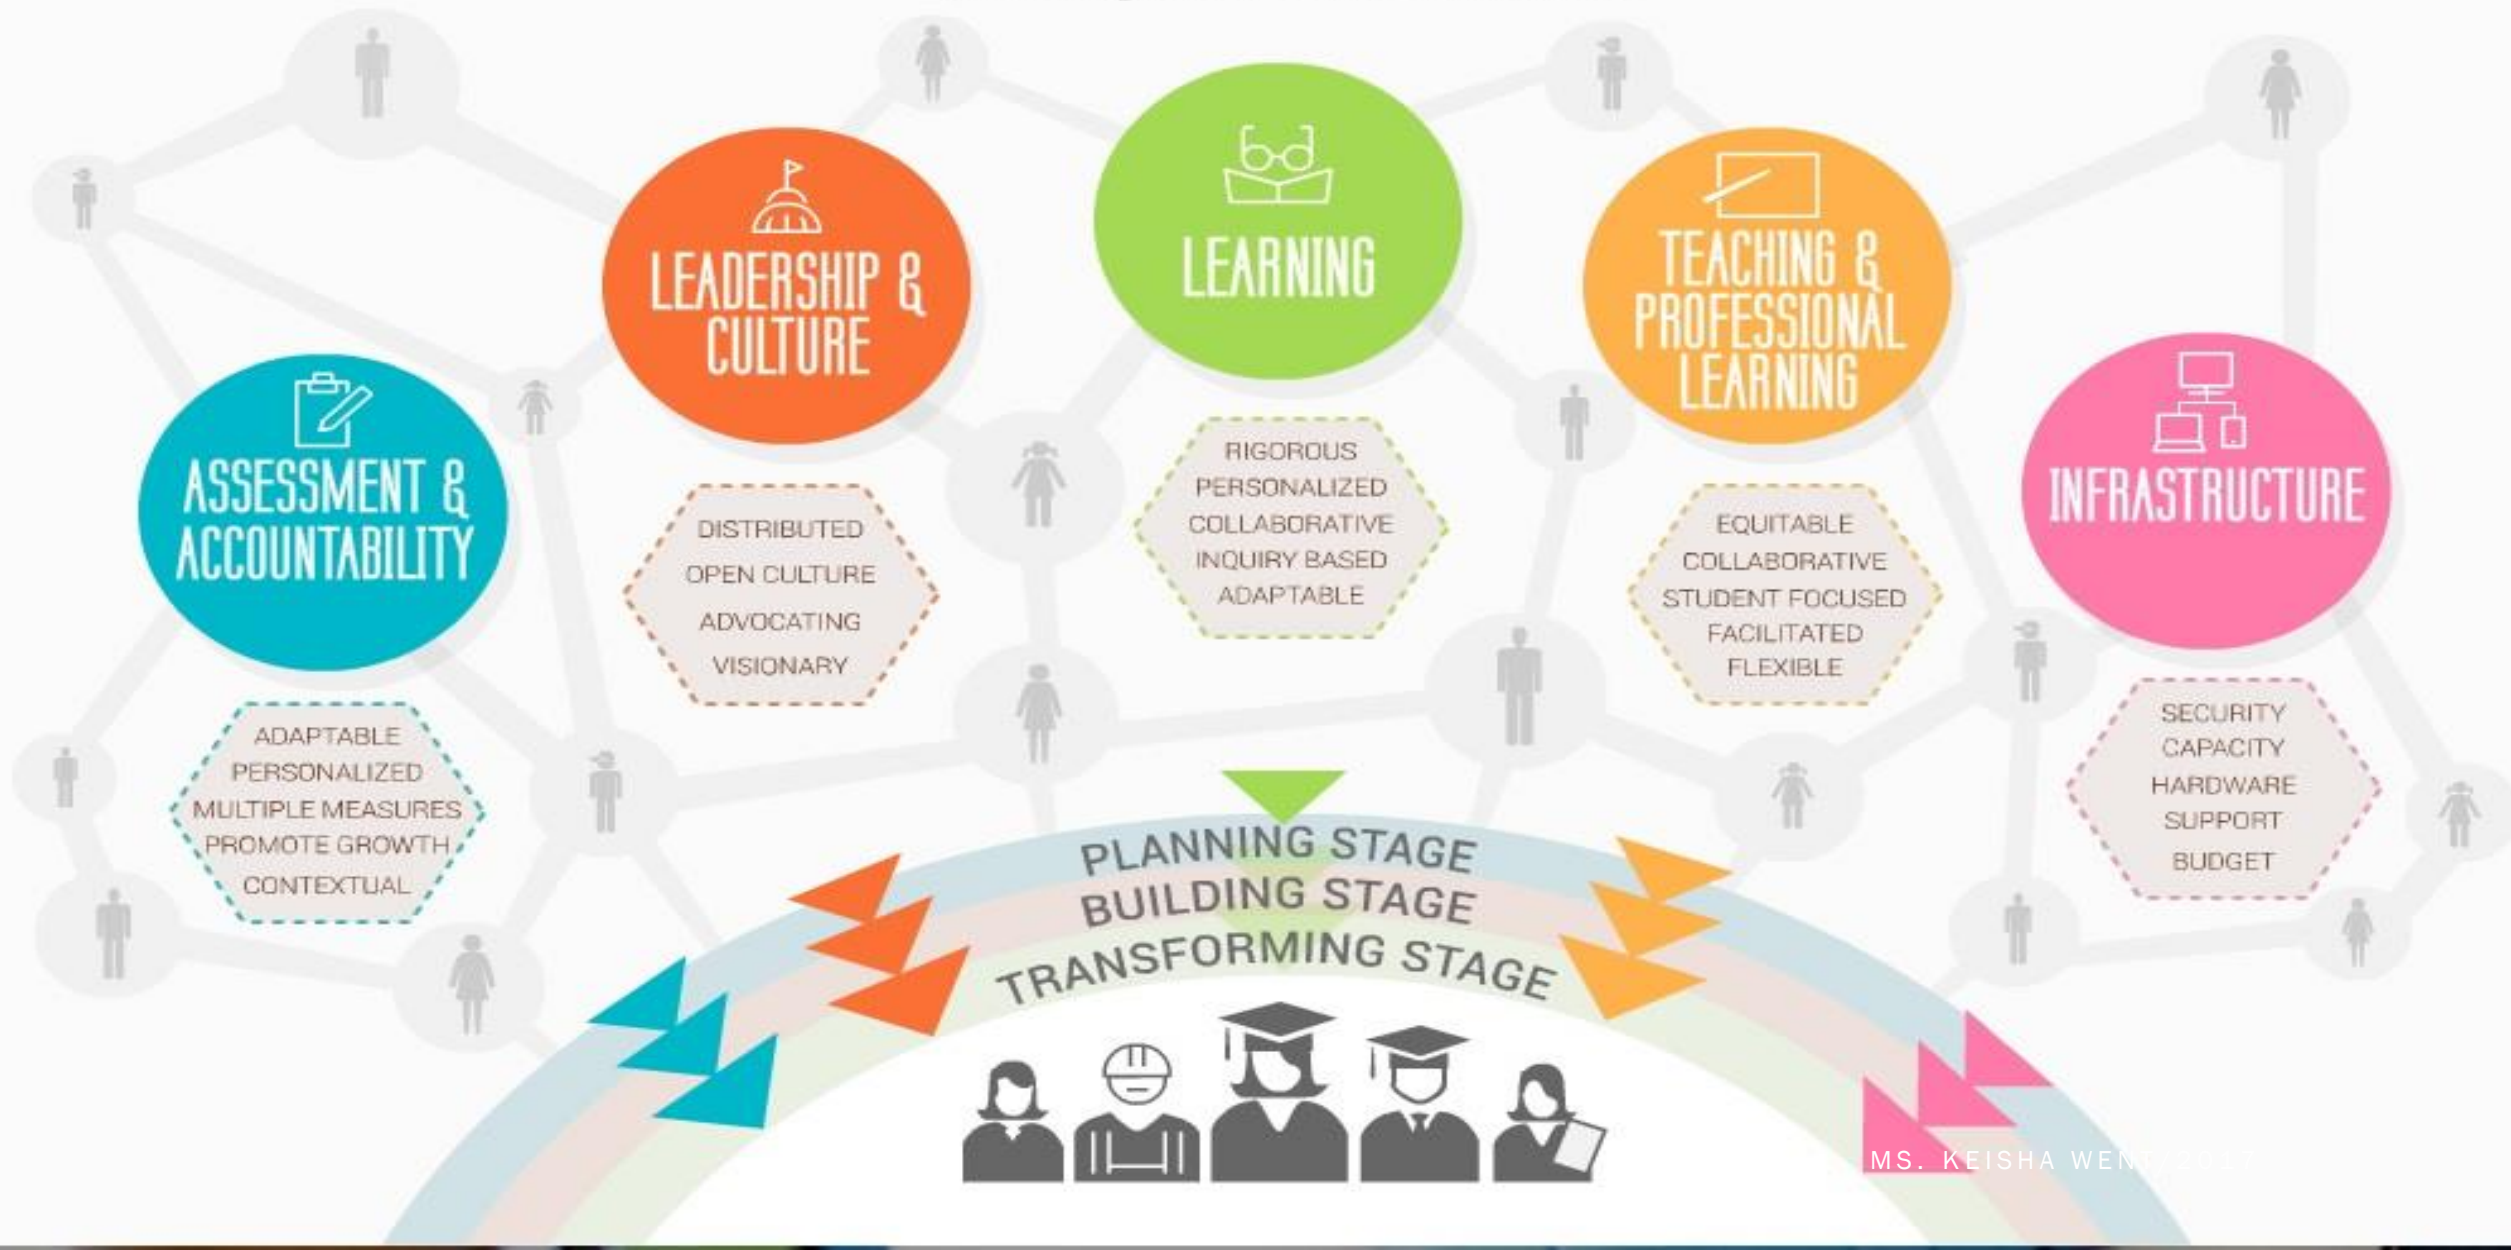 ASSESSMENT &
ACCOUNTABILITY
ADAPTABLE
PERSONALIZED
MULTIPLE MEASURES
PROMOTE GROWTH
CONTEXTUAL
LEADERSHIP &
CULTURE
DISTRIBUTED
OPEN CULTURE
ADVOCATING
VISIONARY
LEARNING
RIGOROUS
PERSONALIZED
COLLABORATIVE
INQUIRY BASED
ADAPTABLE
TEACHING &
PROFESSIONAL
LEARNING
EQUITABLE
COLLABORATIVE
STUDENT FOCUSED
FACILITATED
FLEXIBLE
INFRASTRUCTURE
SECURITY
CAPACITY
HARDWARE
SUPPORT
BUDGET
PLANNING STAGE
BUILDING STAGE
TRANSFORMING STAGE
MS. KEISHA